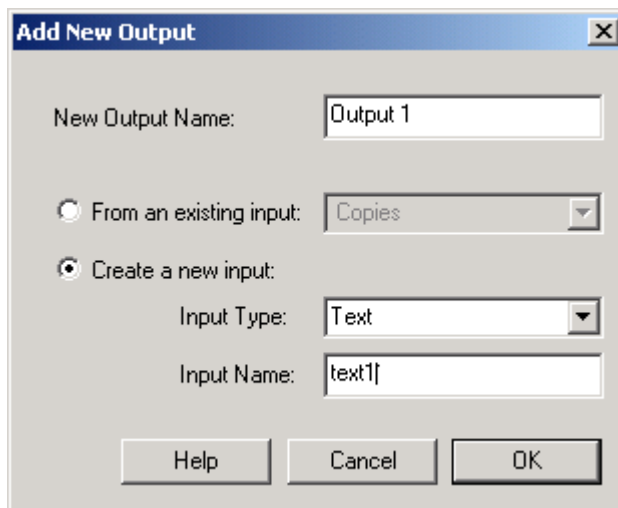 Add New Output
New Output Name: Output 1
From an existing input: Copies
Create a new input:
Input Type: Text
Input Name: text1
Help Cancel OK